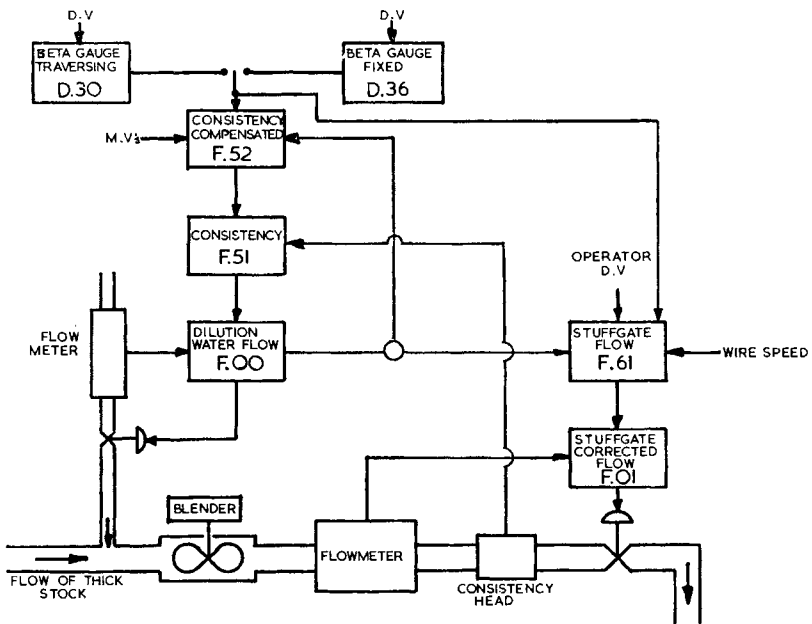 D.V
D.V
BETA GAUGE
TRAVERSING
D.30
BETA GAUGE
FIXED
D.36
CONSISTENCY
COMPENSATED
F.52
M.V's
CONSISTENCY
F.51
OPERATOR
D.V
FLOW
METER
DILUTION
WATER FLOW
F.00
STUFFGATE
FLOW
F.61
WIRE SPEED
STUFFGATE
CORRECTED
FLOW
F.01
BLENDER
FLOWMETER
FLOW OF THICK
STOCK
CONSISTENCY
HEAD